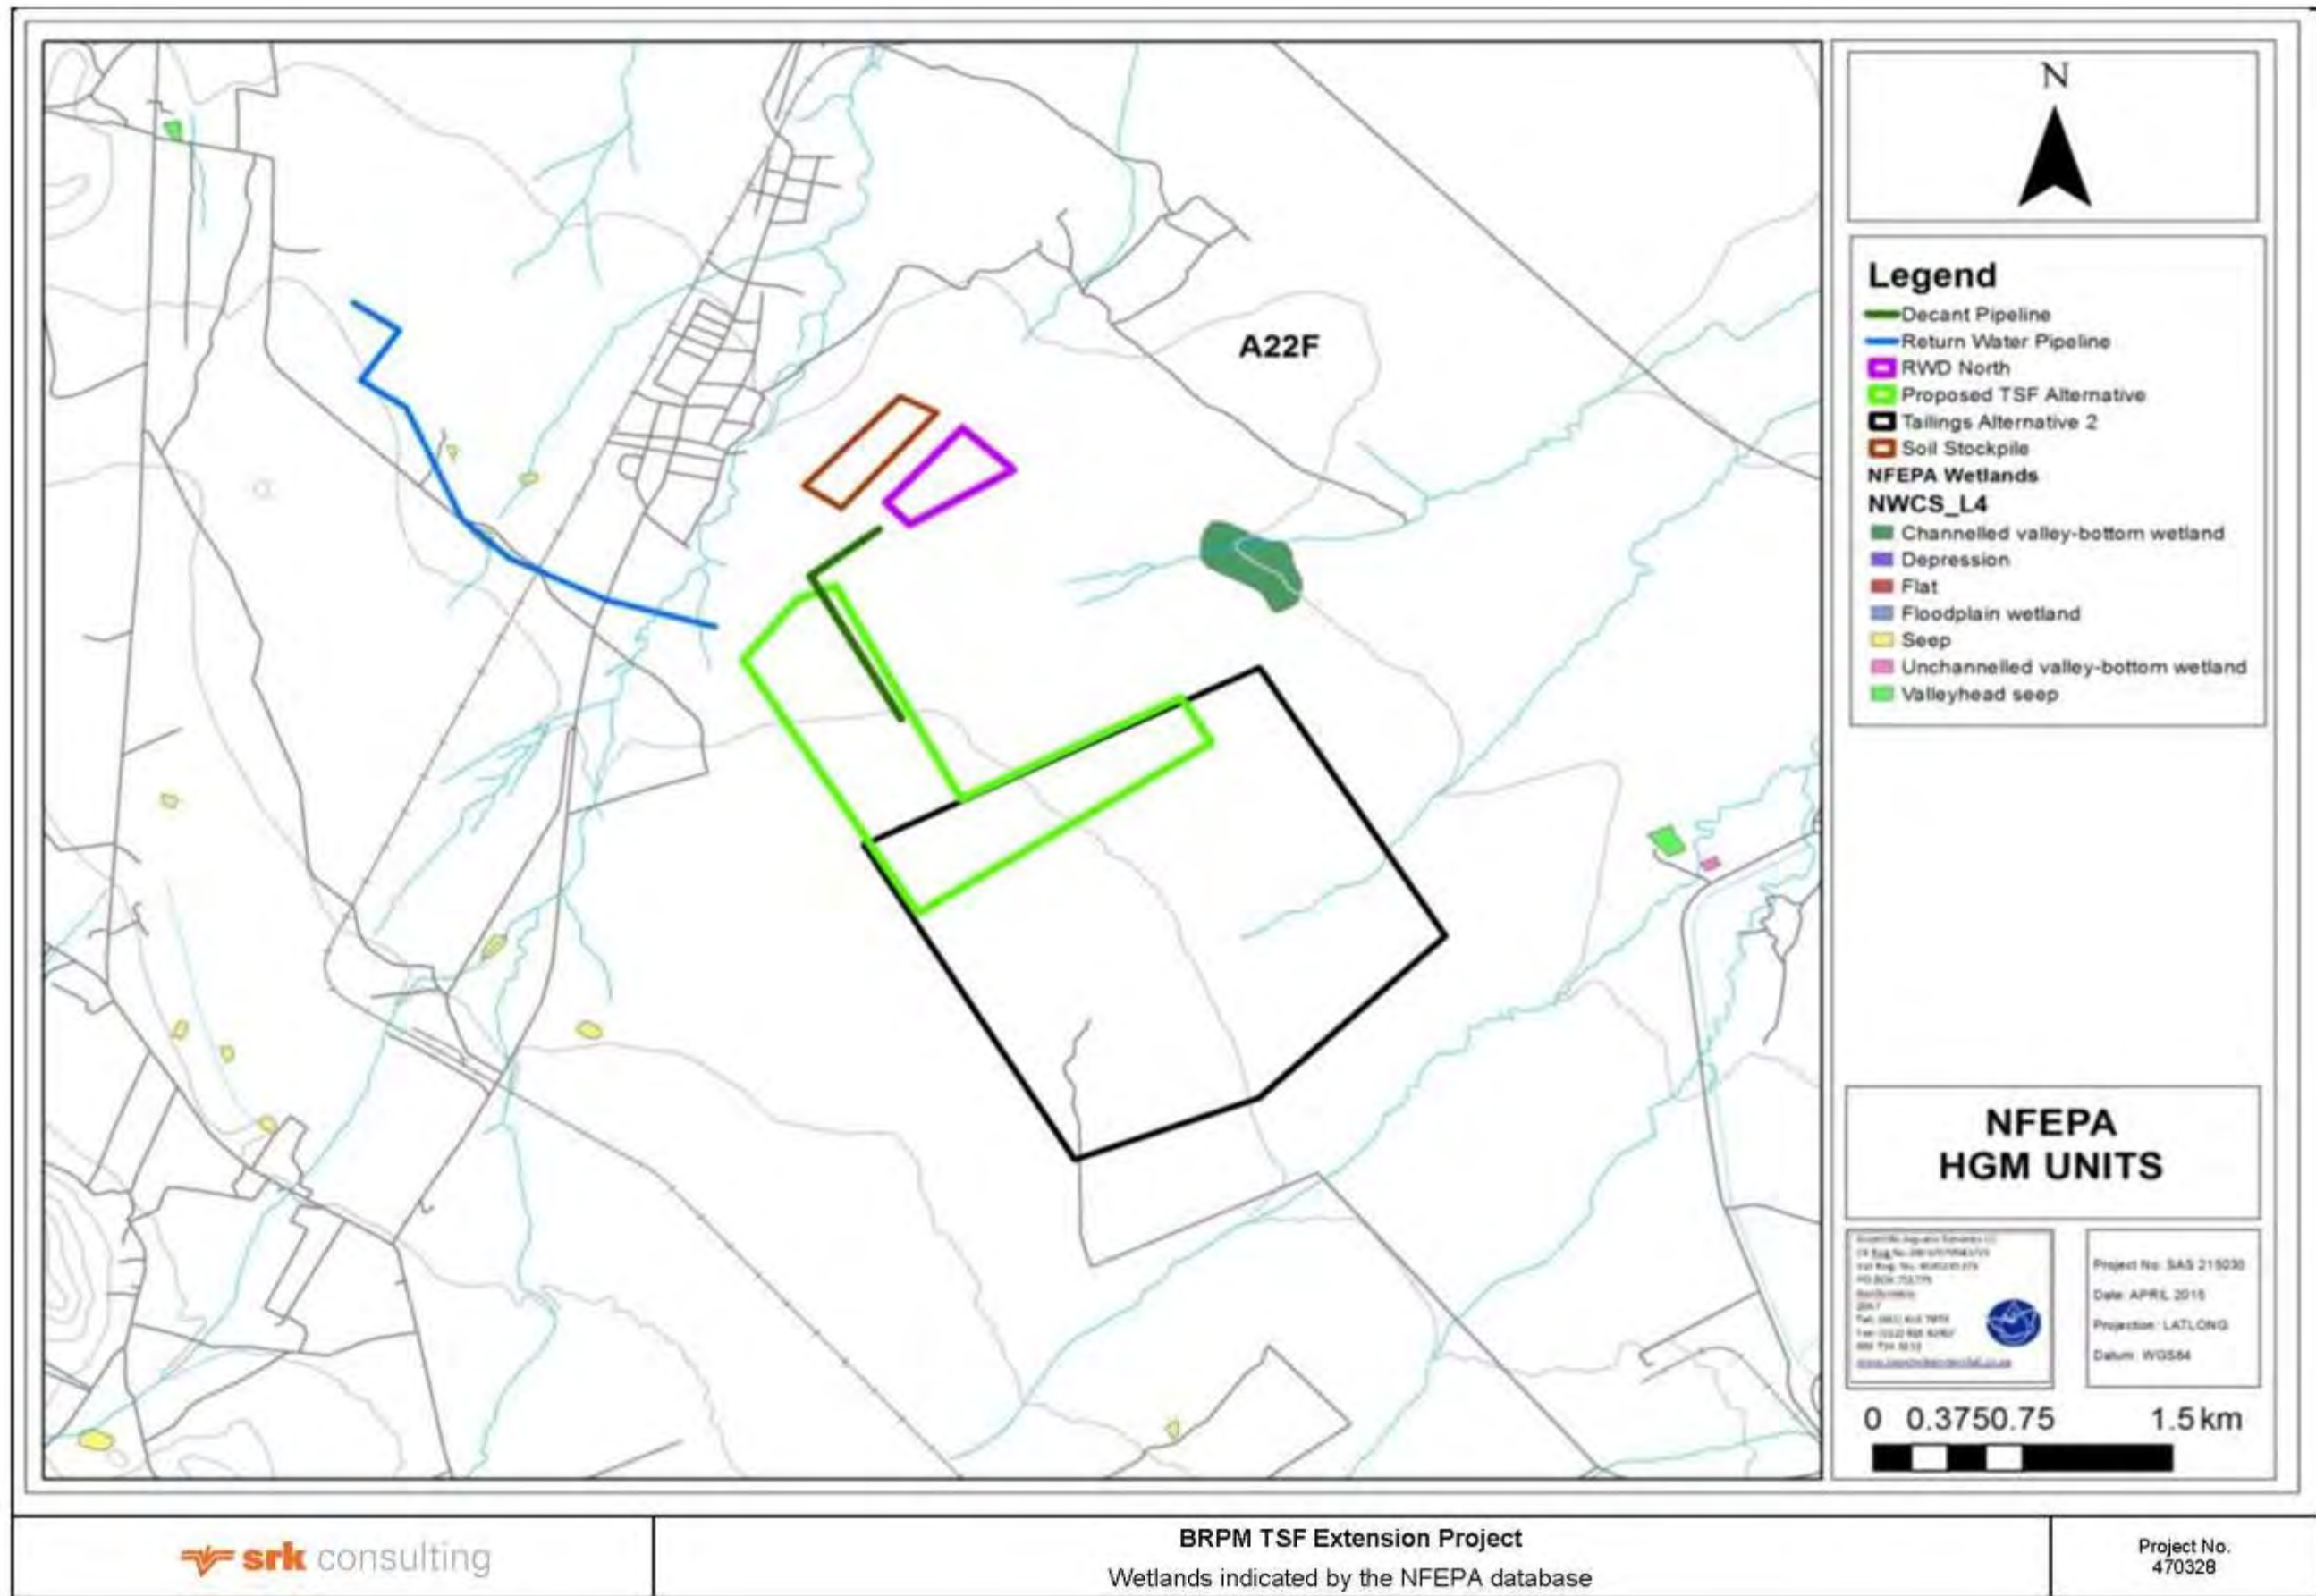 A22F
N
Legend
Decant Pipeline
Return Water Pipeline
RWD North
Proposed TSF Alternative
Tailings Alternative 2
Soil Stockpile
NFEPA Wetlands
NWCS_L4
Channelled valley-bottom wetland
Depression
Flat
Floodplain wetland
Seep
Unchannelled valley-bottom wetland
Valleyhead seep
NFEPA
HGM UNITS
Project No: SAS 215030
Date: APRIL 2015
Projection: LATLONG
Datum: WGS84
0 0.3750.75 1.5 km
srk consulting
BRPM TSF Extension Project
Wetlands indicated by the NFEPA database
Project No.
470328